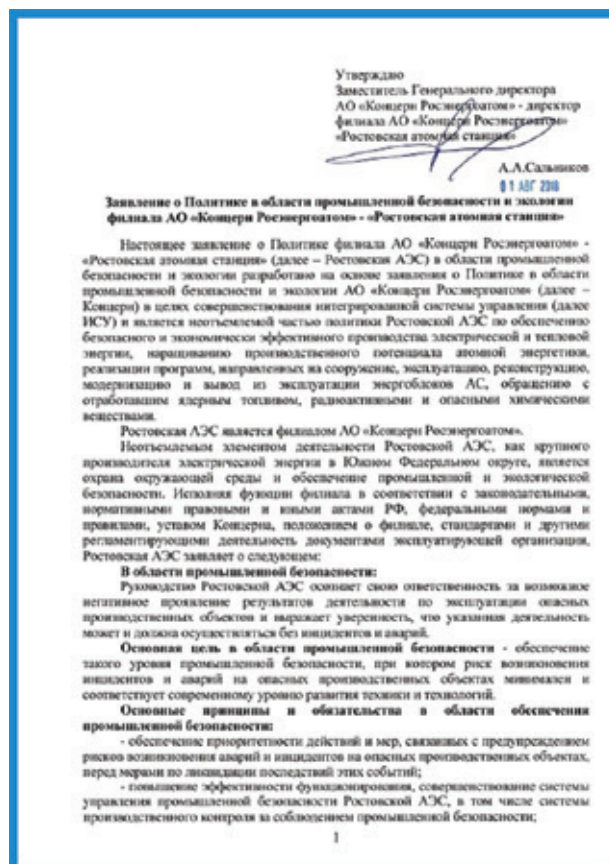 Утверждаю
Заместитель Генерального директора
АО «Концерн Росэнергоатом» - директор
филиала АО «Концерн Росэнергоатом»
«Ростовская атомная станция»
А.А.Сальников
01 АВГ 2018
Заявление о Политике в области промышленной безопасности и экологии
филиала АО «Концерн Росэнергоатом» - «Ростовская атомная станция»
Настоящее заявление о Политике филиала АО «Концерн Росэнергоатом» -
«Ростовская атомная станция» (далее – Ростовская АЭС) в области промышленной
безопасности и экологии разработано на основе заявления о Политике в области
промышленной безопасности и экологии АО «Концерн Росэнергоатом» (далее –
Концерн) в целях совершенствования интегрированной системы управления (далее
ИСУ) и является неотъемлемой частью политики Ростовской АЭС по обеспечению
безопасного и экономически эффективного производства электрической и тепловой
энергии, наращиванию производственного потенциала атомной энергетики,
реализации программ, направленных на сооружение, эксплуатацию, реконструкцию,
модернизацию и вывод из эксплуатации энергоблоков АС, обращению с
отработавшим ядерным топливом, радиоактивными и опасными химическими
веществами.
Ростовская АЭС является филиалом АО «Концерн Росэнергоатом».
Неотъемлемым элементом деятельности Ростовской АЭС, как крупного
производителя электрической энергии в Южном Федеральном округе, является
охрана окружающей среды и обеспечение промышленной и экологической
безопасности. Исполняя функции филиала в соответствии с законодательными,
нормативными правовыми и иными актами РФ, федеральными нормами и
правилами, уставом Концерна, положением о филиале, стандартами и другими
регламентирующими деятельность документами эксплуатирующей организации,
Ростовская АЭС заявляет о следующем:
В области промышленной безопасности:
Руководство Ростовской АЭС осознает свою ответственность за возможное
негативное проявление результатов деятельности по эксплуатации опасных
производственных объектов и выражает уверенность, что указанная деятельность
может и должна осуществляться без инцидентов и аварий.
Основная цель в области промышленной безопасности - обеспечение
такого уровня промышленной безопасности, при котором риск возникновения
инцидентов и аварий на опасных производственных объектах минимален и
соответствует современному уровню развития техники и технологий.
Основные принципы и обязательства в области обеспечения
промышленной безопасности:
- обеспечение приоритетности действий и мер, связанных с предупреждением
рисков возникновения аварий и инцидентов на опасных производственных объектах,
перед мерами по ликвидации последствий этих событий;
- повышение эффективности функционирования, совершенствование системы
управления промышленной безопасности Ростовской АЭС, в том числе системы
производственного контроля за соблюдением промышленной безопасности;
1